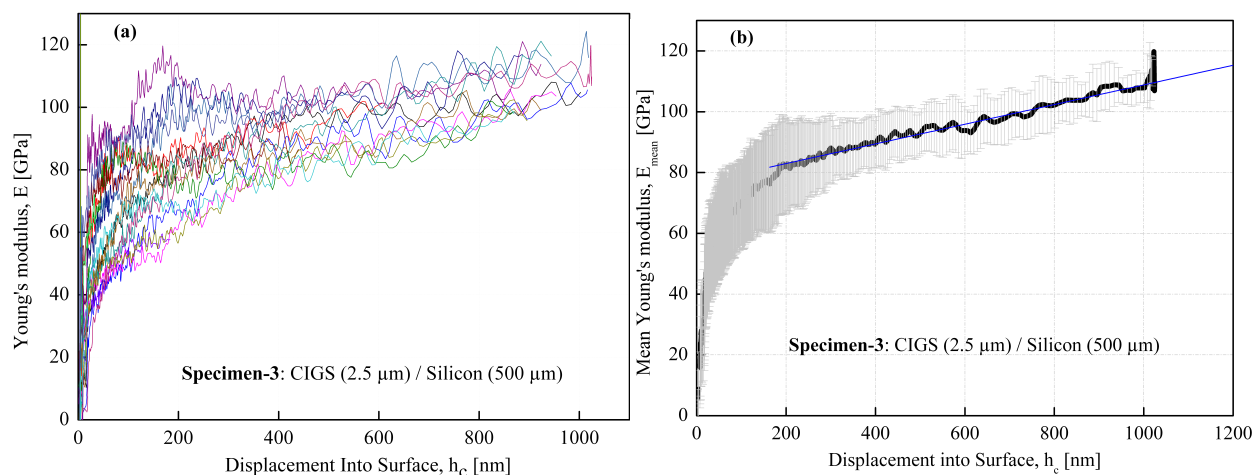 (a)
Young's modulus, E [GPa]
120
100
80
60
40
20
0
Specimen-3: CIGS (2.5 µm) / Silicon (500 µm)
0 200 400 600 800 1000
Displacement Into Surface, hc [nm]
(b)
Mean Young's modulus, Emean [GPa]
120
100
80
60
40
20
0
Specimen-3: CIGS (2.5 µm) / Silicon (500 µm)
0 200 400 600 800 1000 1200
Displacement into Surface, hc [nm]